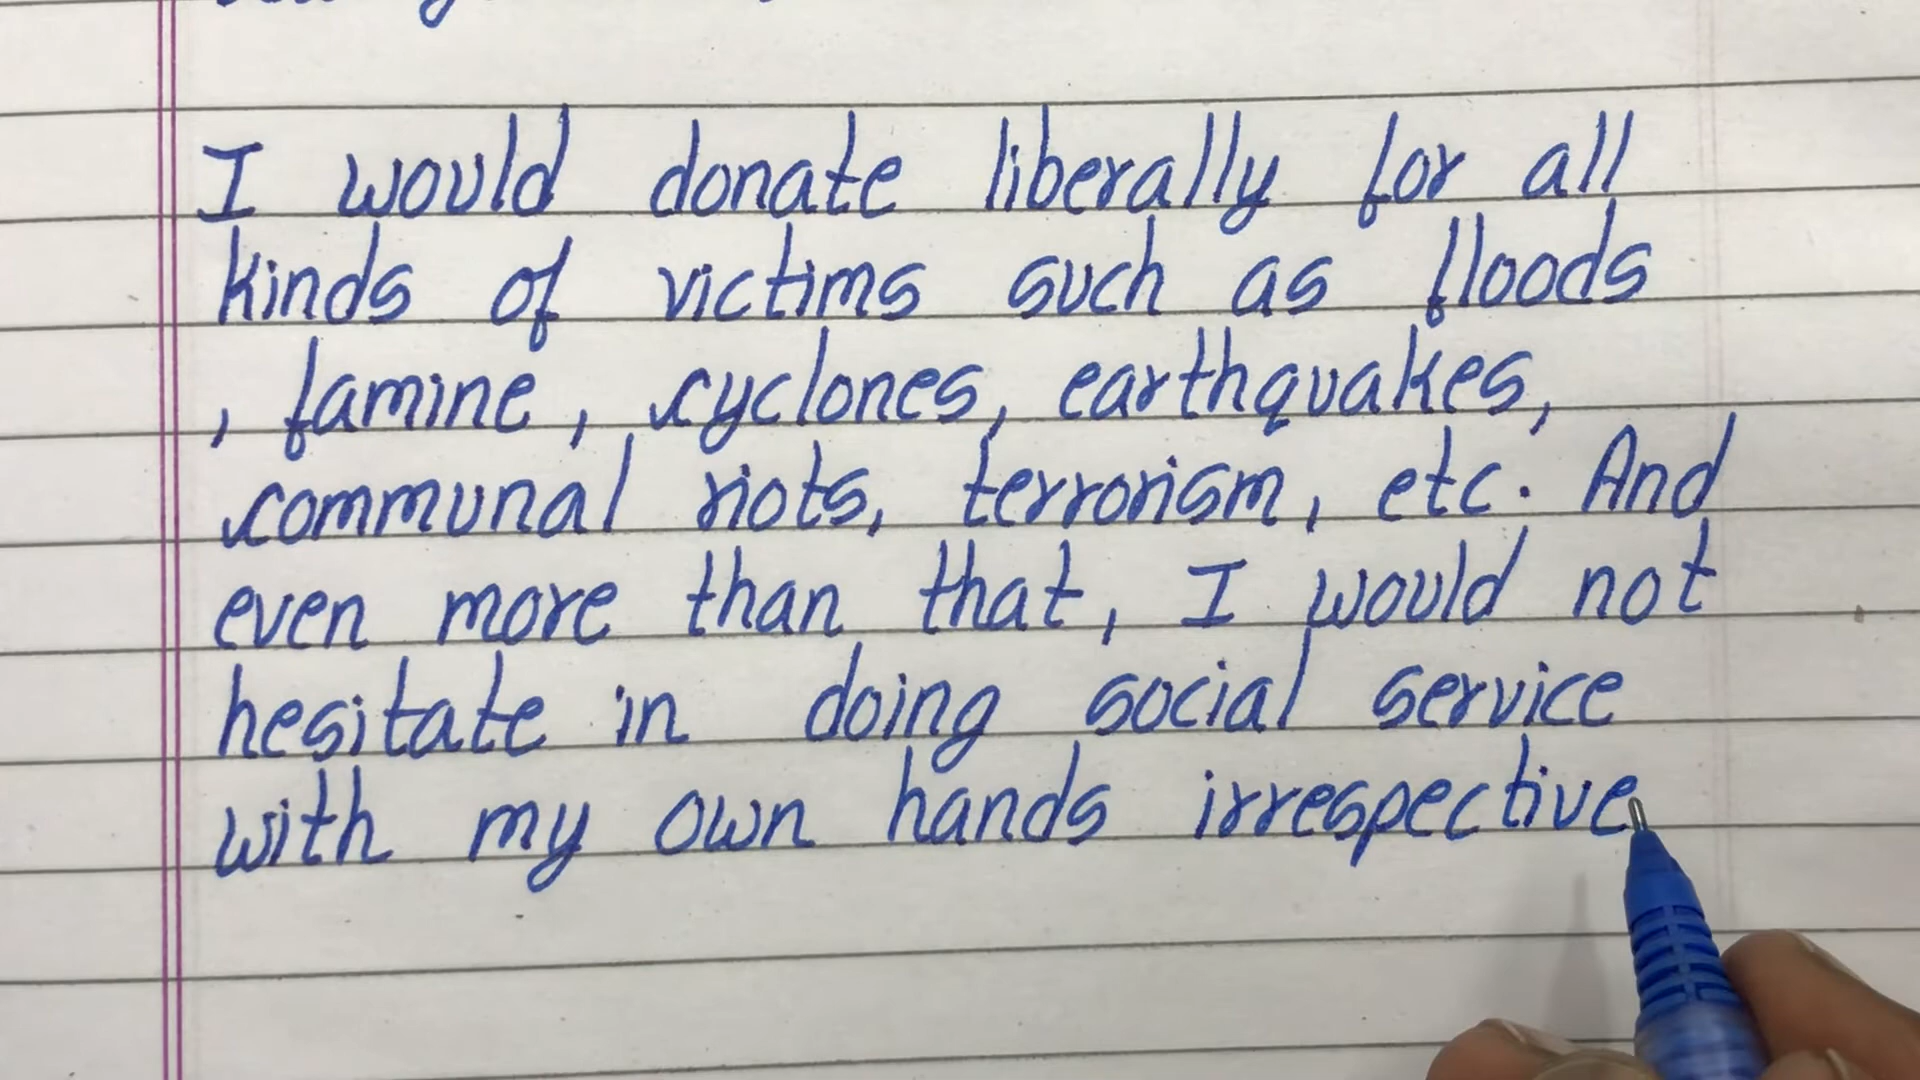 I would donate liberally for all
kinds of victims such as floods
, famine, cyclones, earthquakes,
communal riots, terrorism, etc. And
even more than that, I would not
hesitate in doing social service
with my own hands irrespective